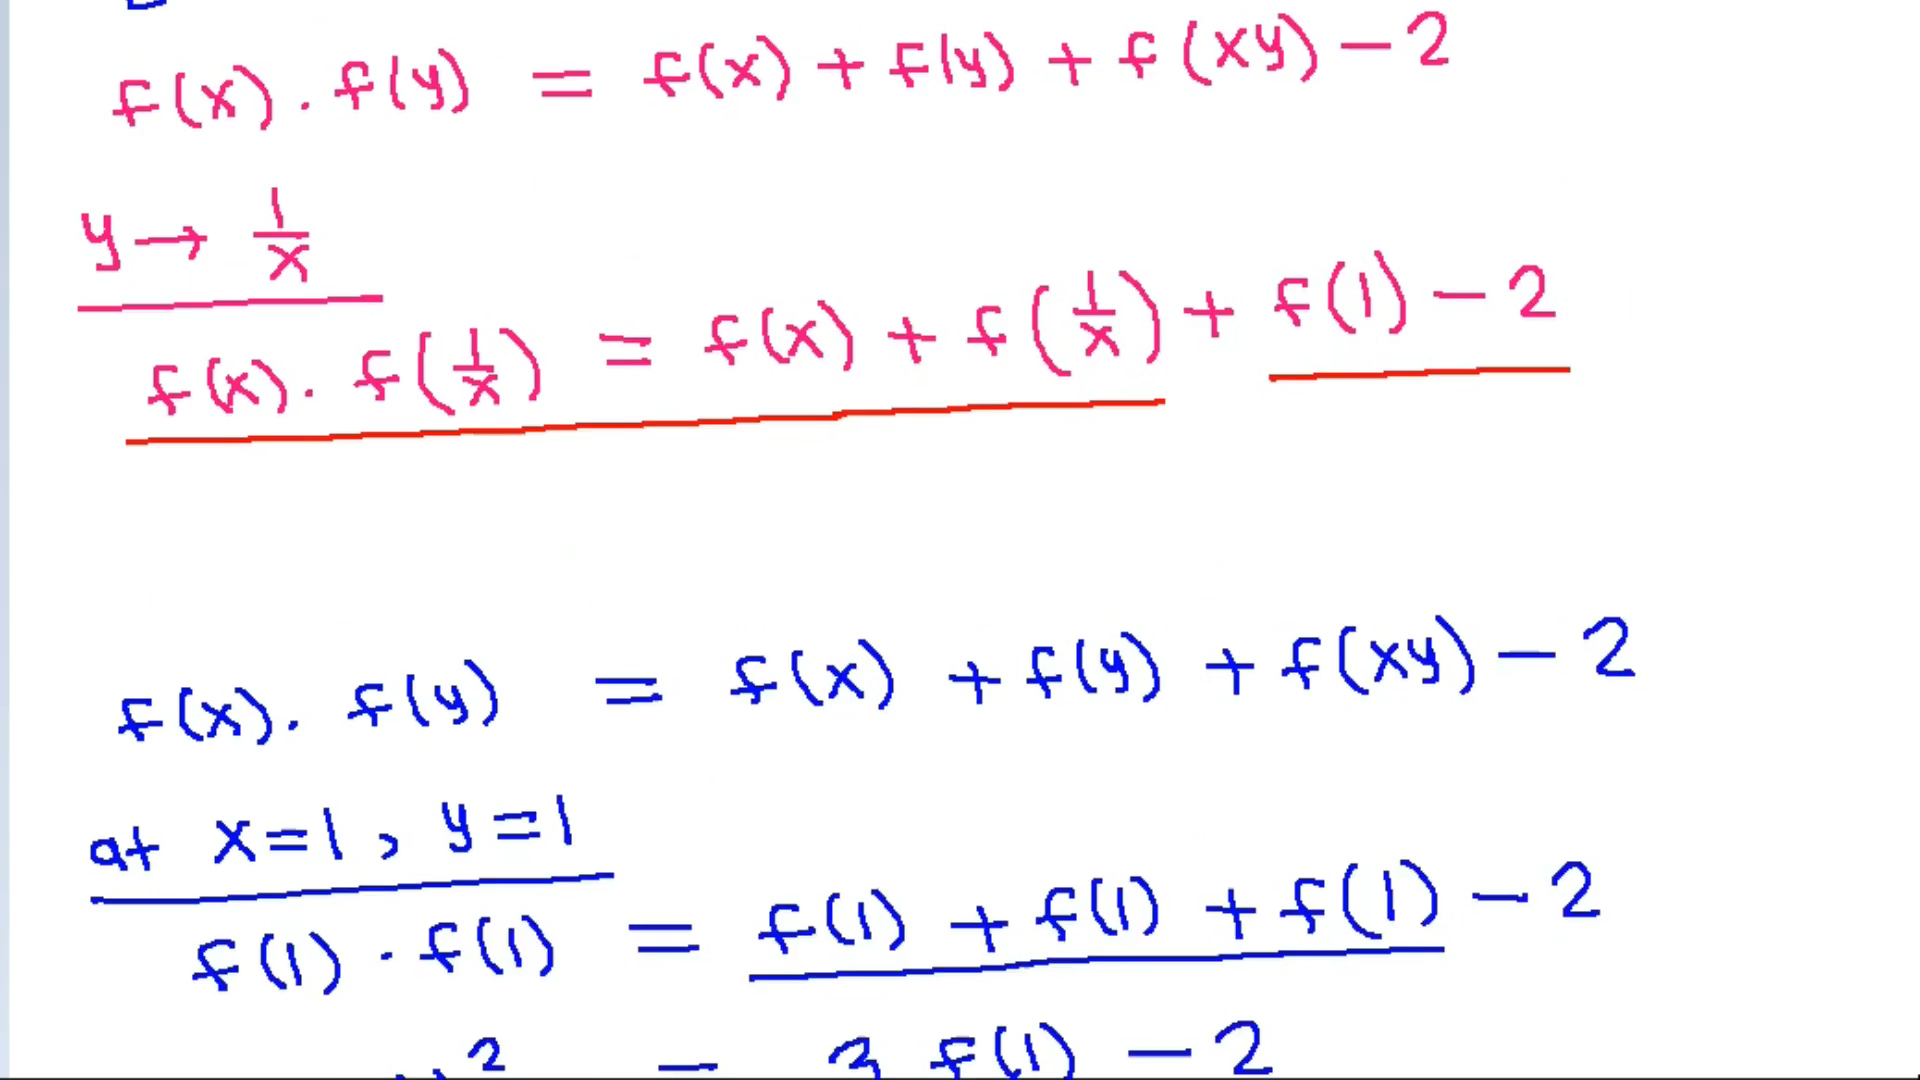 f(x) . f(y) = f(x) + f(y) + f(xy) - 2
y → 1/x
f(x) . f(1/x) = f(x) + f(1/x) + f(1) - 2
f(x) . f(y) = f(x) + f(y) + f(xy) - 2
at x=1, y=1
f(1) . f(1) = f(1) + f(1) + f(1) - 2
3 f(1) - 2